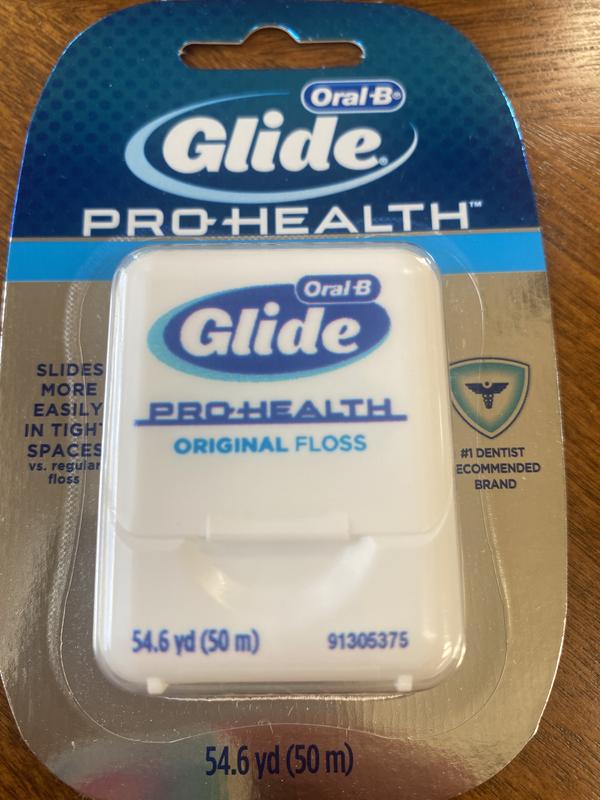 Oral-B®
Glide®
PRO-HEALTH™
Oral-B
Glide
PRO-HEALTH
ORIGINAL FLOSS
SLIDES
MORE
EASILY
IN TIGHT
SPACES
vs. regular
floss
#1 DENTIST
ECOMMENDED
BRAND
54.6 yd (50 m)
91305375
54.6 yd (50 m)